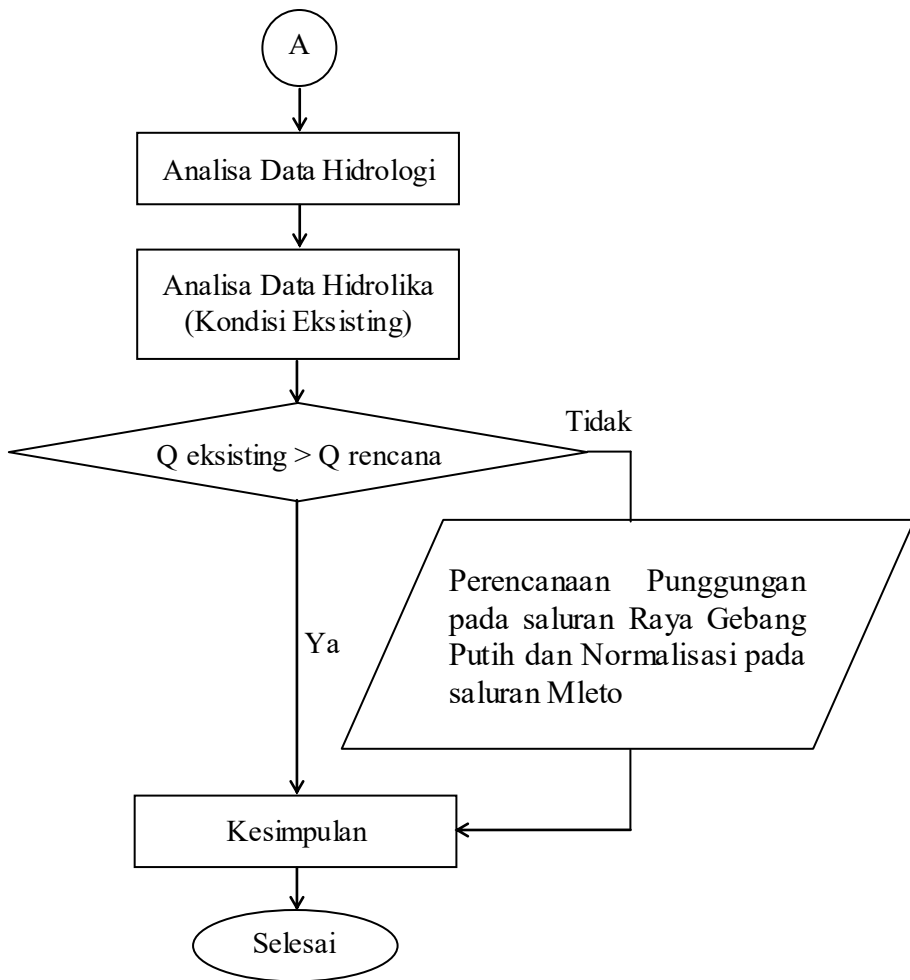 A
Analisa Data Hidrologi
Analisa Data Hidrolika
(Kondisi Eksisting)
Tidak
Q eksisting > Q rencana
Perencanaan Punggungan
pada saluran Raya Gebang
Putih dan Normalisasi pada
saluran Mleto
Ya
Kesimpulan
Selesai